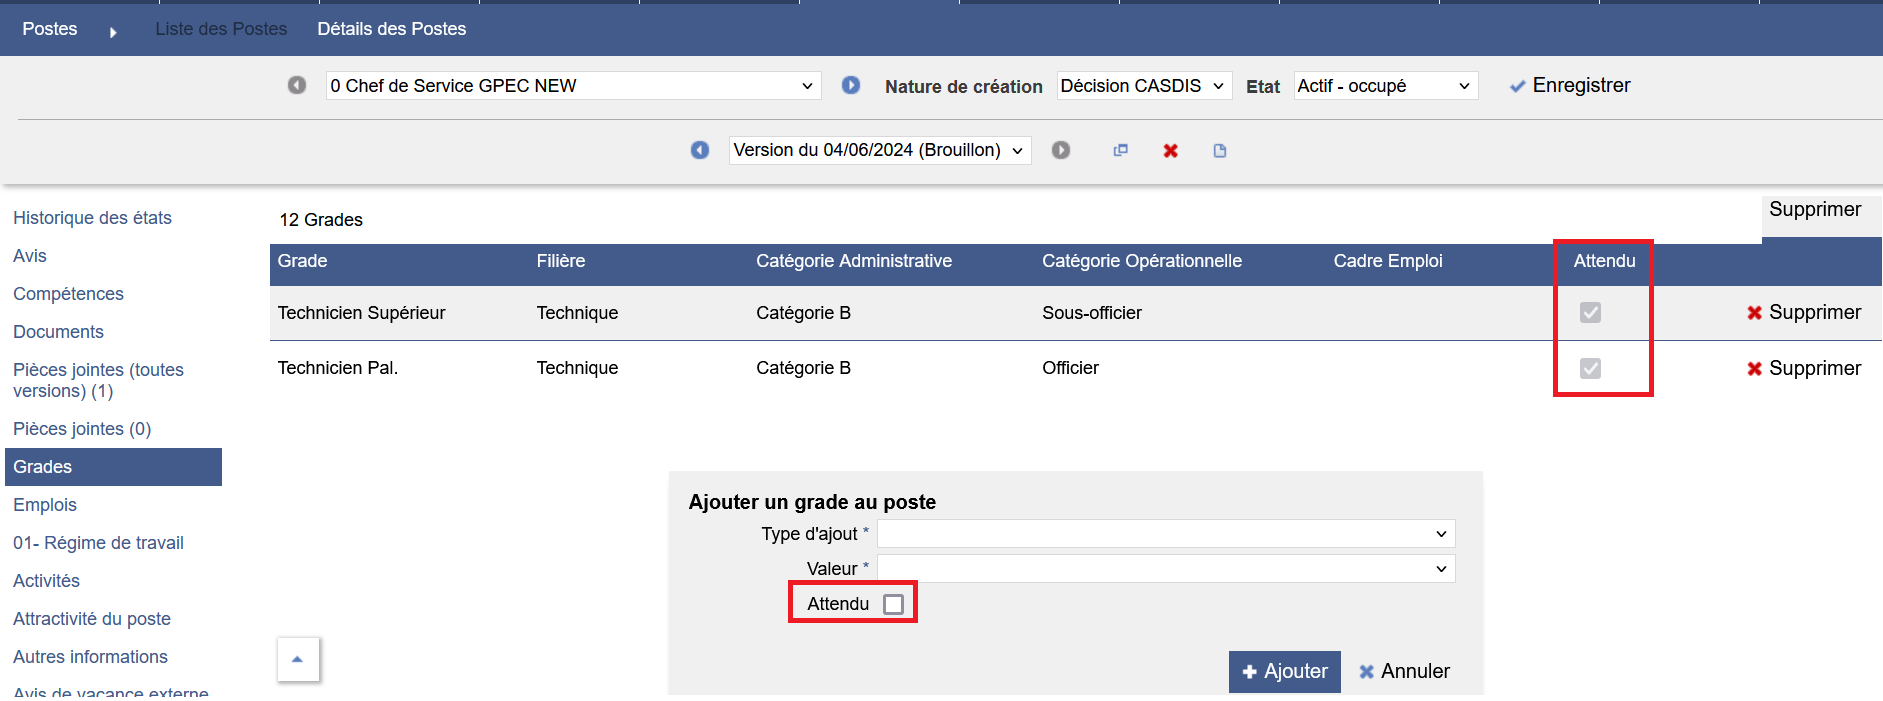 Postes Liste des Postes Détails des Postes
0 Chef de Service GPEC NEW Nature de création Décision CASDIS Etat Actif - occupé Enregistrer
Version du 04/06/2024 (Brouillon)
Historique des états
Avis
Compétences
Documents
Pièces jointes (toutes
versions) (1)
Pièces jointes (0)
Grades
Emplois
01- Régime de travail
Activités
Attractivité du poste
Autres informations
Avis de vacance externe
12 Grades Supprimer
Grade Filière Catégorie Administrative Catégorie Opérationnelle Cadre Emploi Attendu
Technicien Supérieur Technique Catégorie B Sous-officier Supprimer
Technicien Pal. Technique Catégorie B Officier Supprimer
Ajouter un grade au poste
Type d'ajout *
Valeur *
Attendu
Ajouter Annuler